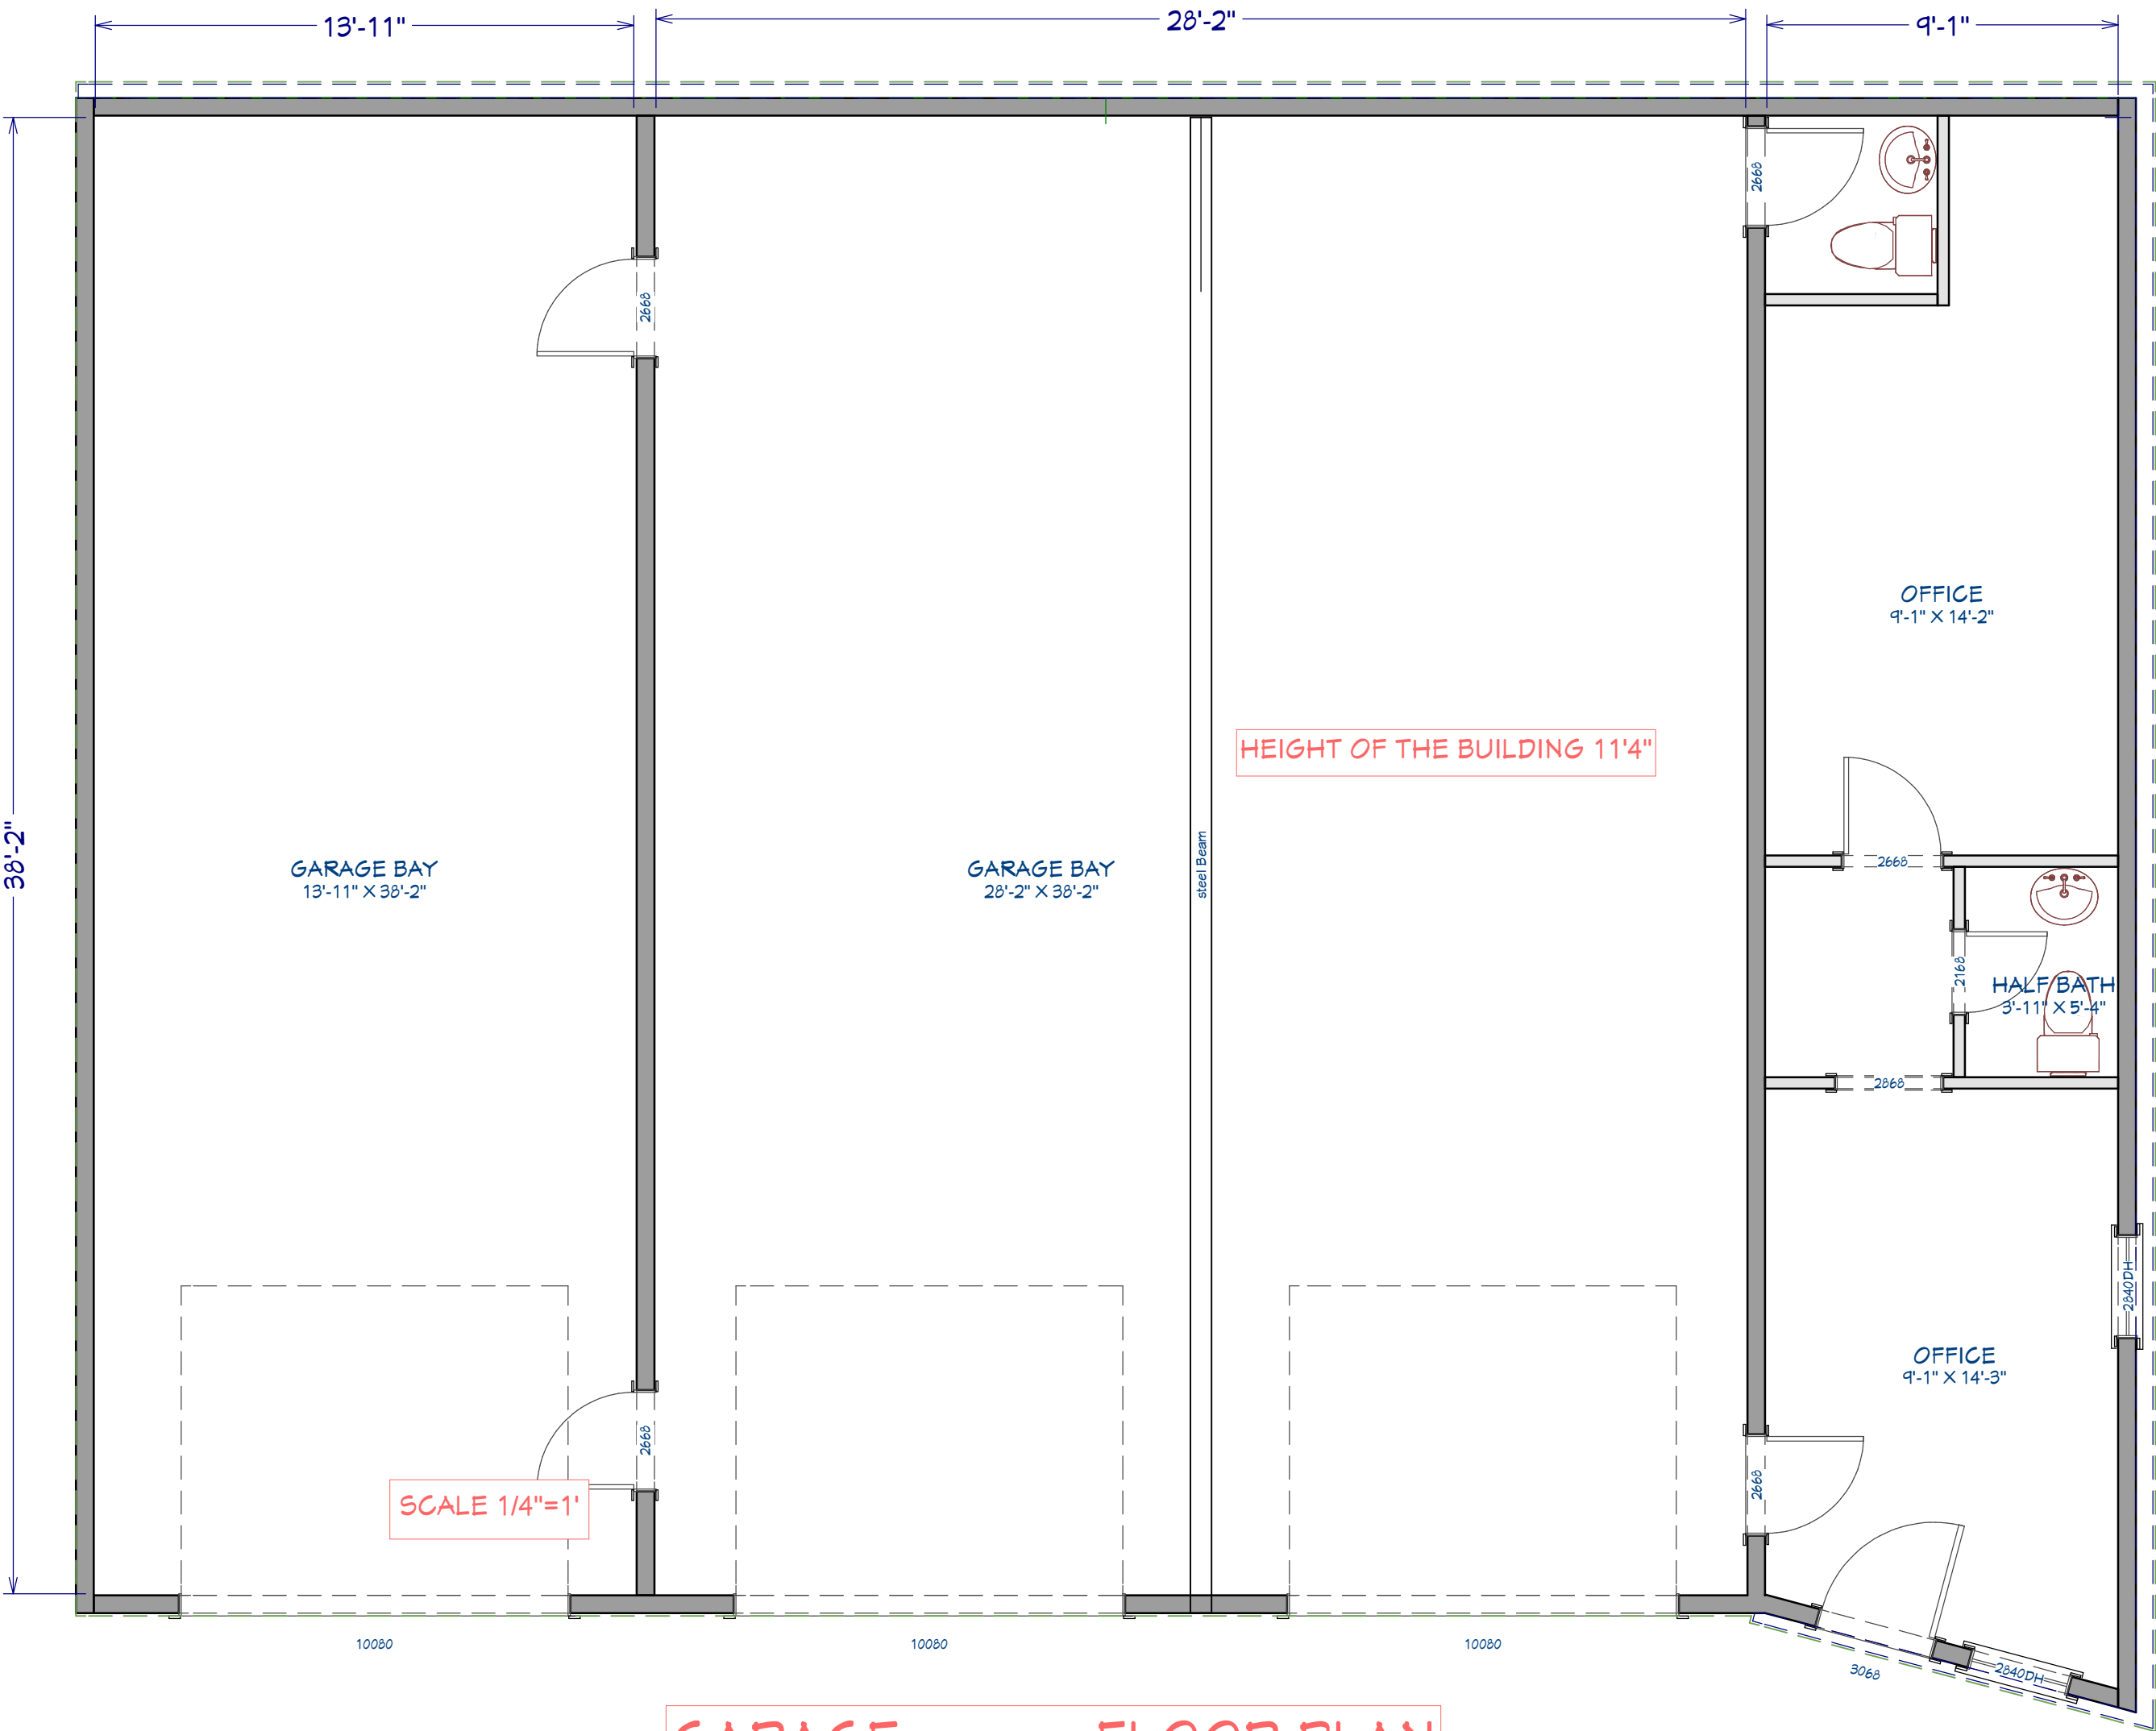 13'-11"
28'-2"
9'-1"
2668
2668
OFFICE
9'-1" X 14'-2"
HEIGHT OF THE BUILDING 11'4"
38'-2"
GARAGE BAY
13'-11" X 38'-2"
GARAGE BAY
28'-2" X 38'-2"
steel Beam
2668
2168
HALF BATH
3'-11" X 5'-4"
2868
2840DH
OFFICE
9'-1" X 14'-3"
2668
2668
SCALE 1/4"=1'
10080
10080
10080
3068
2840DH
GARAGE FLOOR PLAN